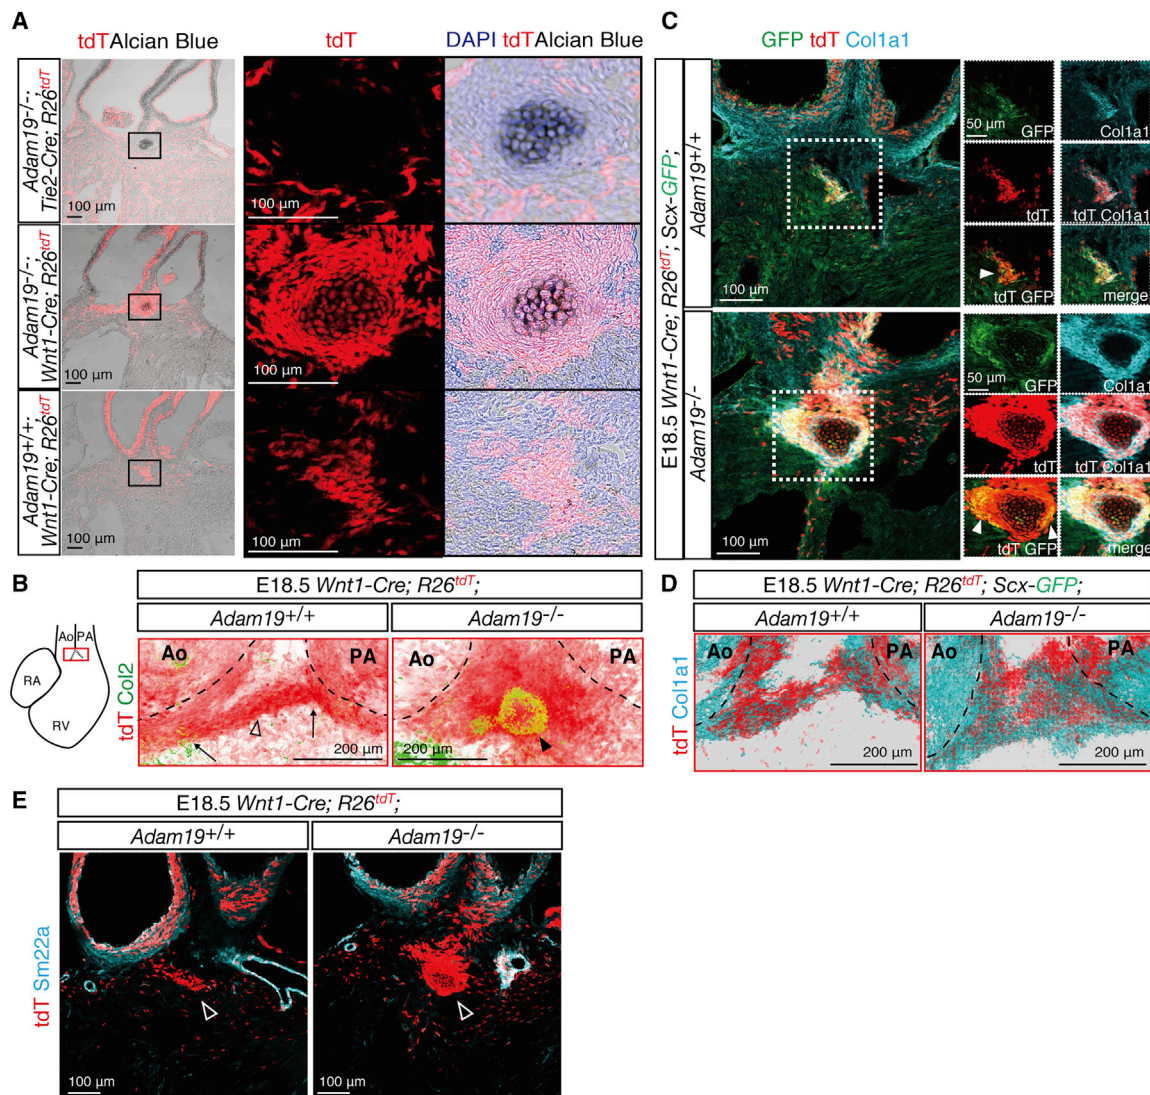 A
tdTAlcian Blue
tdT
DAPI tdTAlcian Blue
Adam19-/-;
Tie2-Cre; R26tdT
100 µm
100 µm
Adam19-/-;
Wnt1-Cre; R26tdT
100 µm
100 µm
Adam19+/+;
Wnt1-Cre; R26tdT
100 µm
100 µm
B
E18.5 Wnt1-Cre; R26tdT;
Adam19+/+
Adam19-/-
Ao PA
RA
RV
tdT Col2
Ao
PA
200 µm
Ao
PA
200 µm
C
GFP tdT Col1a1
E18.5 Wnt1-Cre; R26tdT; Scx-GFP;
Adam19+/+
100 µm
50 µm
GFP
Col1a1
tdT
tdT Col1a1
tdT GFP
merge
Adam19-/-
100 µm
50 µm
GFP
Col1a1
tdT
tdT Col1a1
tdT GFP
merge
D
E18.5 Wnt1-Cre; R26tdT; Scx-GFP;
Adam19+/+
Adam19-/-
tdT Col1a1
Ao
PA
200 µm
Ao
PA
200 µm
E
E18.5 Wnt1-Cre; R26tdT;
Adam19+/+
Adam19-/-
tdT Sm22a
100 µm
100 µm